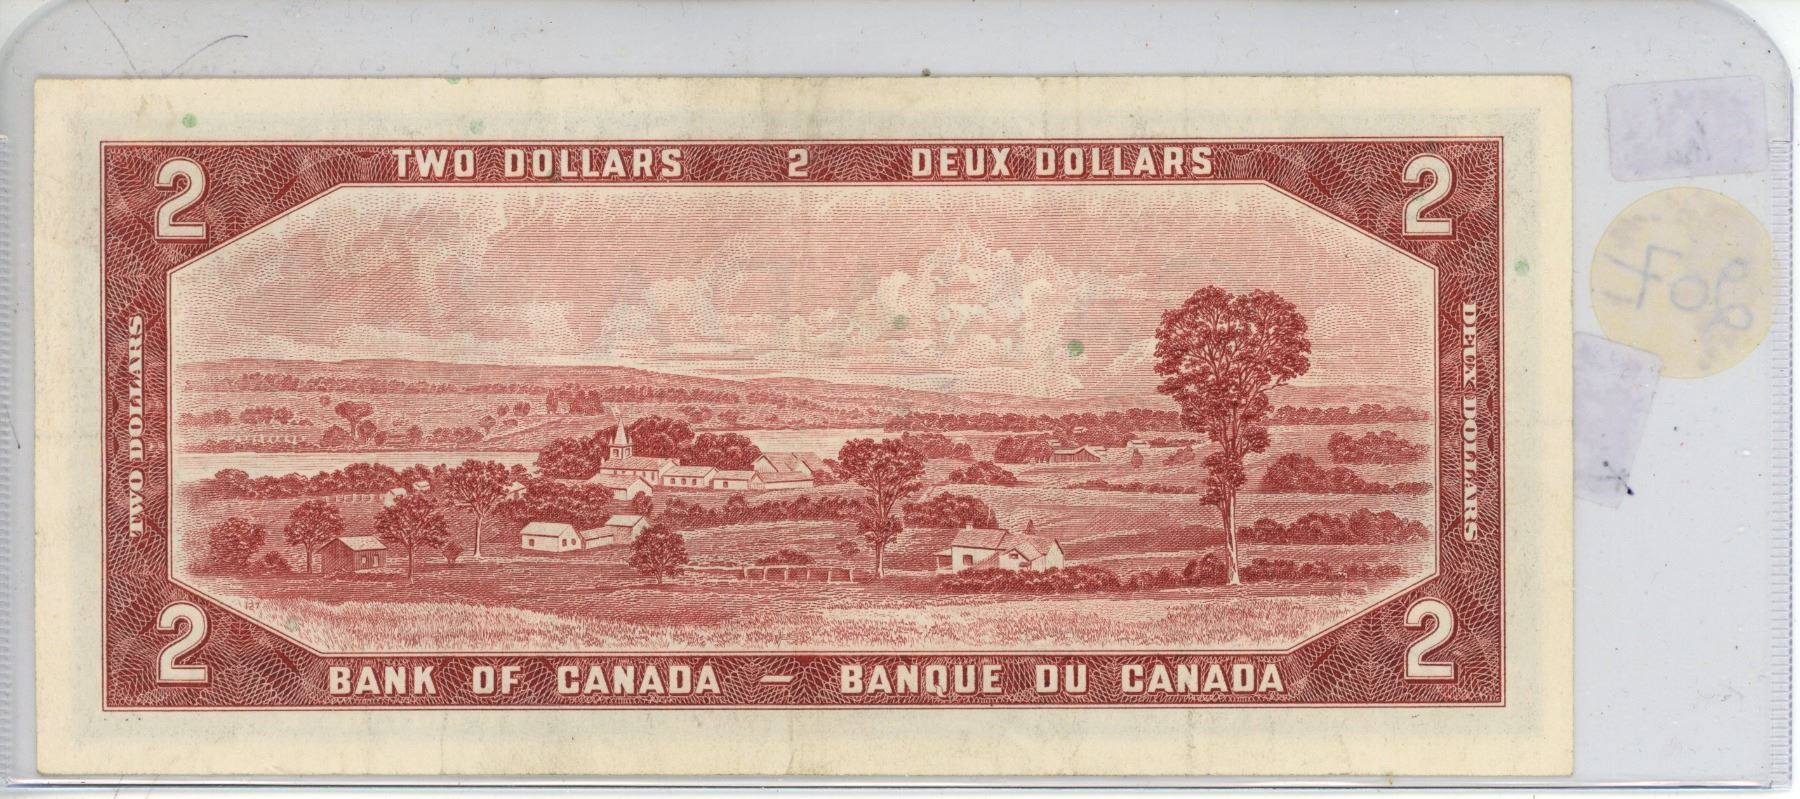 2 TWO DOLLARS 2 DEUX DOLLARS 2
TWO DOLLARS
DEUX DOLLARS
127
2 BANK OF CANADA – BANQUE DU CANADA 2